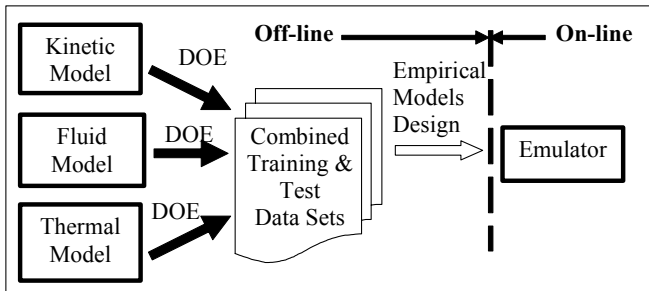 Off-line
On-line
Kinetic
Model
DOE
Fluid
Model
DOE
Thermal
Model
DOE
Combined
Training &
Test
Data Sets
Empirical
Models
Design
Emulator